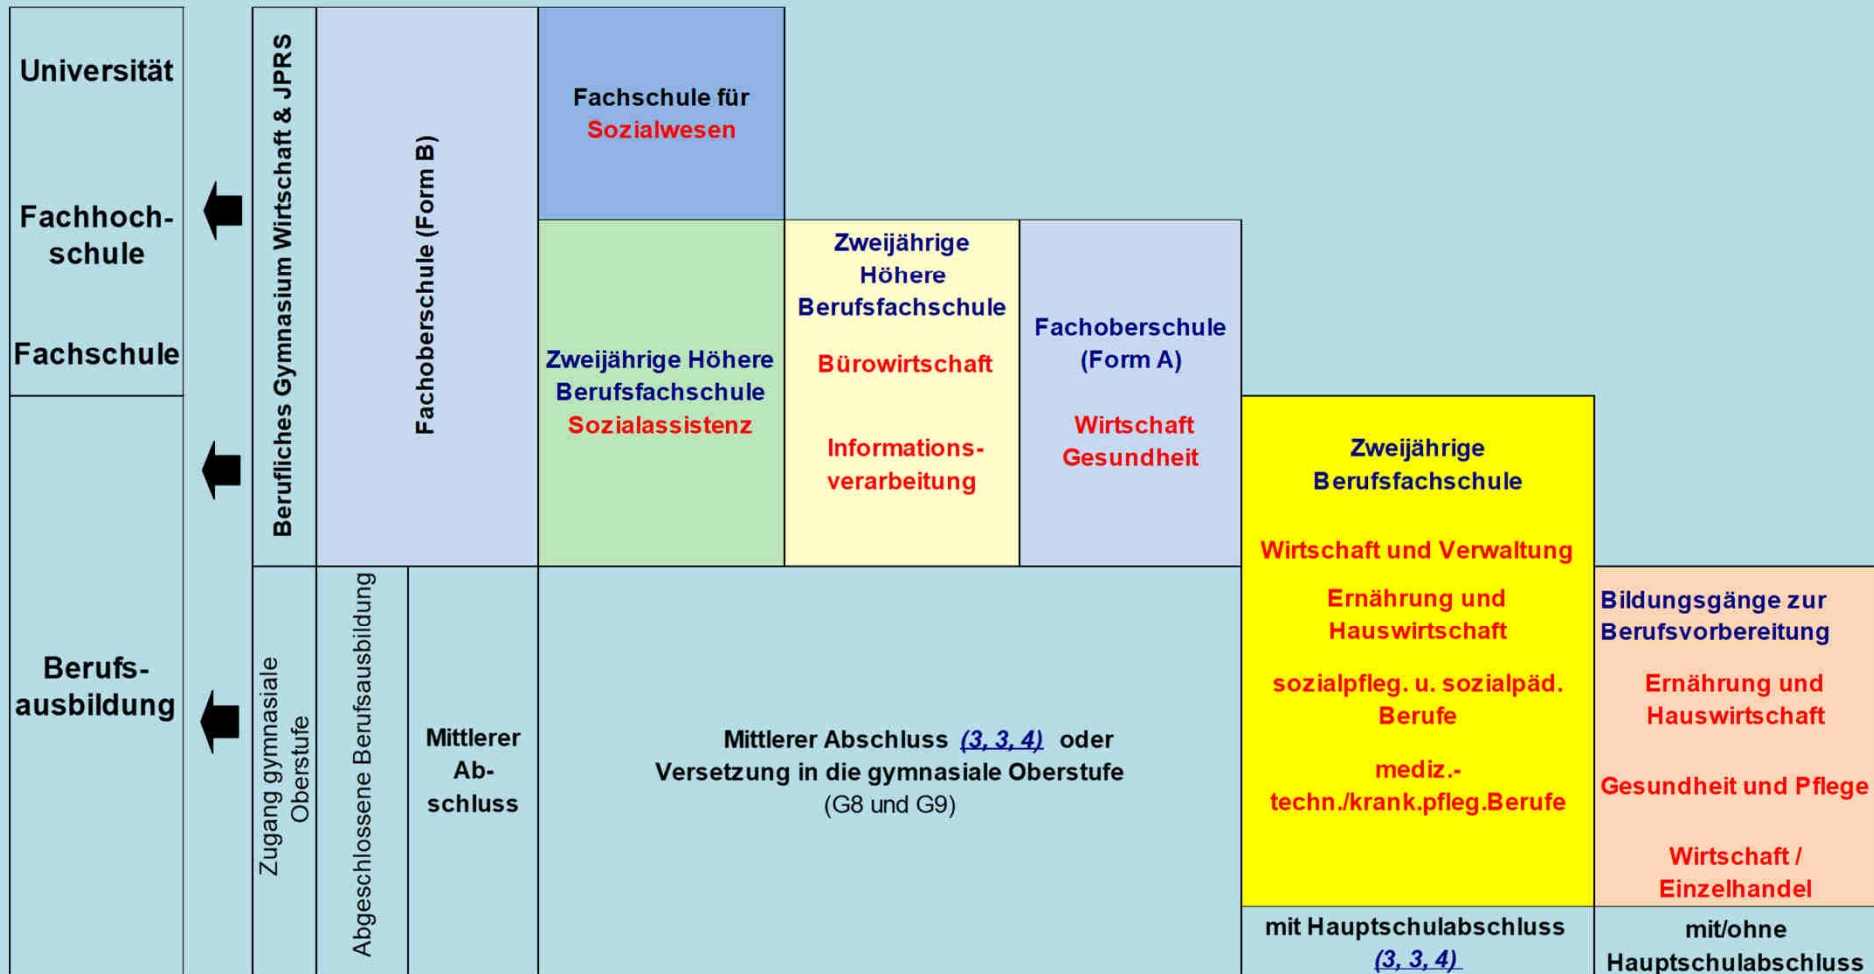 Universität
Fachhoch-
schule
Fachschule
Berufs-
ausbildung
Berufliches Gymnasium Wirtschaft & JPRS
Zugang gymnasiale
Oberstufe
Fachoberschule (Form B)
Abgeschlossene Berufsausbildung
Mittlerer
Ab-
schluss
Fachschule für
Sozialwesen
Zweijährige Höhere
Berufsfachschule
Sozialassistenz
Zweijährige
Höhere
Berufsfachschule
Bürowirtschaft
Informations-
verarbeitung
Fachoberschule
(Form A)
Wirtschaft
Gesundheit
Mittlerer Abschluss (3, 3, 4) oder
Versetzung in die gymnasiale Oberstufe
(G8 und G9)
Zweijährige
Berufsfachschule
Wirtschaft und Verwaltung
Ernährung und
Hauswirtschaft
sozialpfleg. u. sozialpäd.
Berufe
mediz.-
techn./krank.pfleg.Berufe
mit Hauptschulabschluss
(3, 3, 4)
Bildungsgänge zur
Berufsvorbereitung
Ernährung und
Hauswirtschaft
Gesundheit und Pflege
Wirtschaft /
Einzelhandel
mit/ohne
Hauptschulabschluss